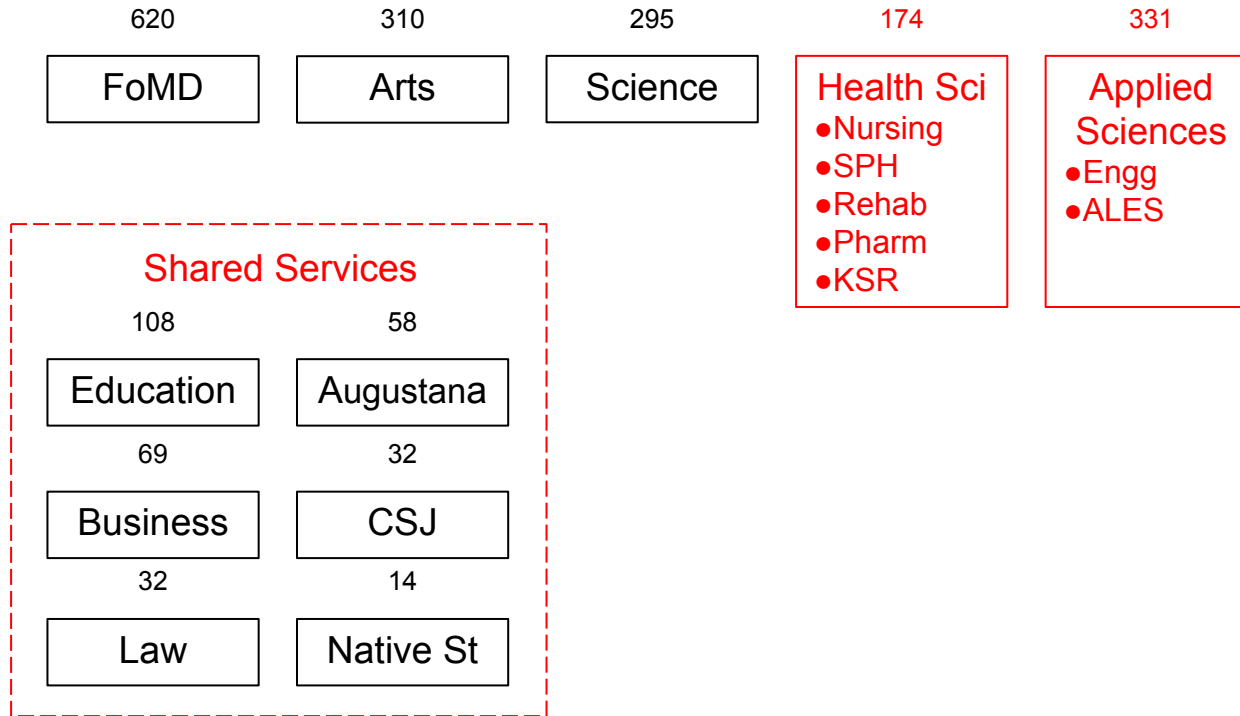 620 310 295 174 331
FoMD Arts Science Health Sci Applied
Sciences
●Nursing
●SPH
●Rehab
●Pharm
●KSR
●Engg
●ALES
Shared Services
108 58
Education Augustana
69 32
Business CSJ
32 14
Law Native St